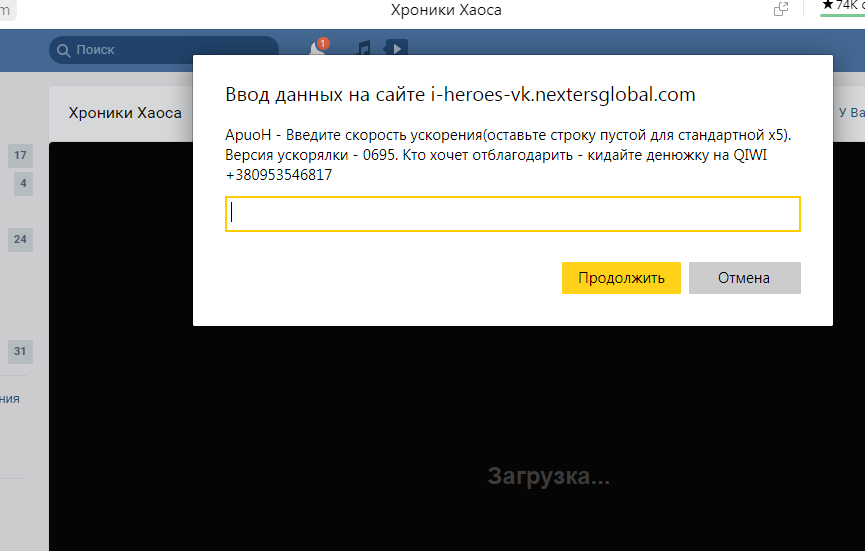 m
Хроники Хаоса
★74K о
Поиск
1
Ввод данных на сайте i-heroes-vk.nextersglobal.com
Хроники Хаоса
У Ва
ApuoH - Введите скорость ускорения(оставьте строку пустой для стандартной x5).
Версия ускорялки - 0695. Кто хочет отблагодарить - кидайте денюжку на QIWI
+380953546817
17
4
24
Продолжить
Отмена
31
ния
Загрузка...